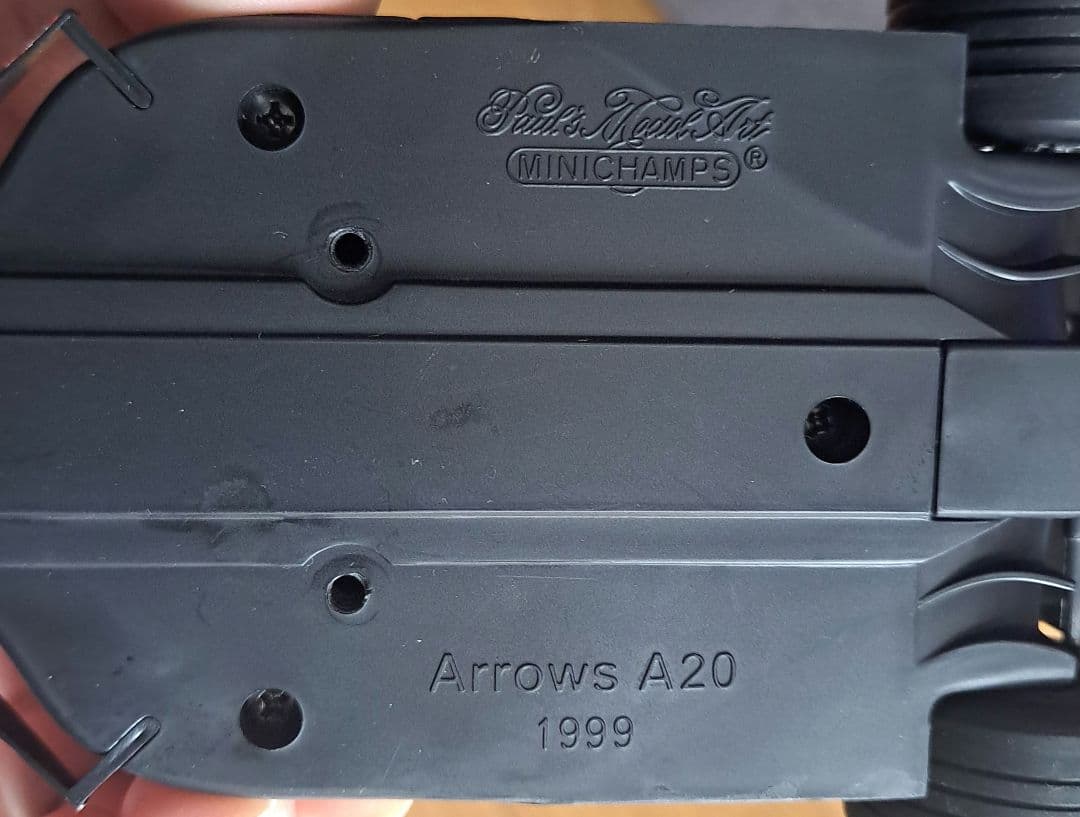 Paul's Model Art
MINICHAMPS®
Arrows A20
1999